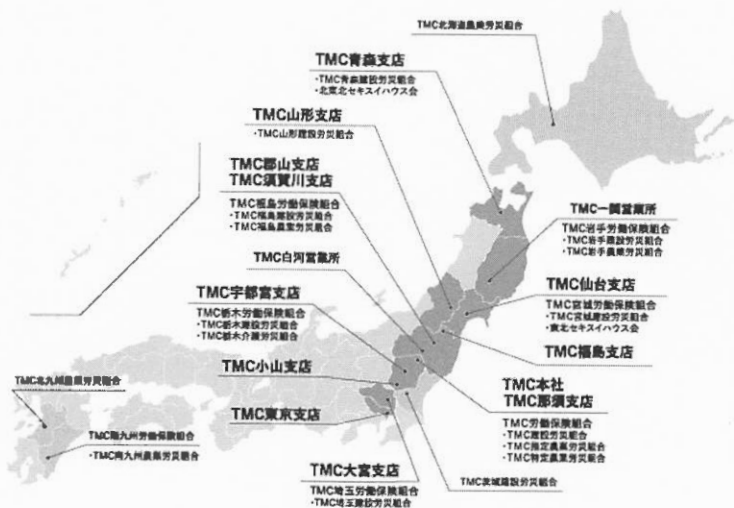 TMC北海道農業労災組合
TMC青森支店
・TMC青森建設労災組合
・北東北セキスイハウス会
TMC山形支店
・TMC山形建設労災組合
TMC郡山支店
TMC須賀川支店
TMC福島労働保険組合
・TMC福島建設労災組合
・TMC福島農業労災組合
TMC白河営業所
TMC宇都宮支店
TMC栃木労働保険組合
・TMC栃木建設労災組合
・TMC栃木介護労災組合
TMC小山支店
TMC東京支店
TMC一関営業所
TMC岩手労働保険組合
・TMC岩手建設労災組合
・TMC岩手農業労災組合
TMC仙台支店
TMC宮城労働保険組合
・TMC宮城建設労災組合
・東北セキスイハウス会
TMC福島支店
TMC本社
TMC那須支店
TMC労働保険組合
・TMC建設労災組合
・TMC指定農業労災組合
・TMC特定農業労災組合
TMC北九州農業労災組合
TMC南九州労働保険組合
・TMC南九州農業労災組合
TMC大宮支店
TMC埼玉労働保険組合
・TMC埼玉建設労災組合
TMC茨城建設労災組合